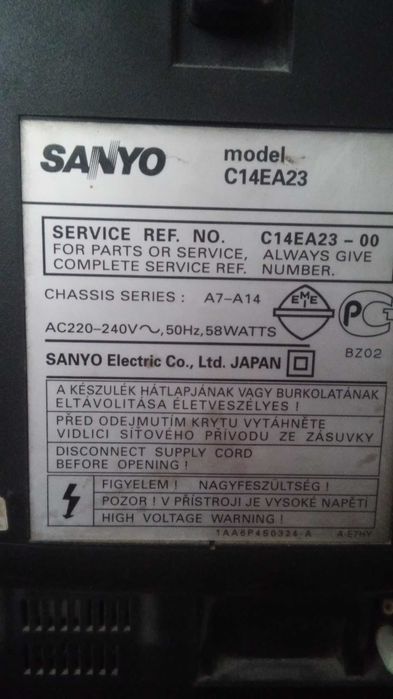 SANYO
model
C14EA23
SERVICE REF. NO. C14EA23 - 00
FOR PARTS OR SERVICE, ALWAYS GIVE
COMPLETE SERVICE REF. NUMBER.
CHASSIS SERIES : A7-A14
AC220-240V~, 50Hz, 58WATTS
SANYO Electric Co., Ltd. JAPAN
BZ02
A KÉSZÜLÉK HÁTLAPJÁNAK VAGY BURKOLATÁNAK
ELTÁVOLITÁSA ÉLETVESZÉLYES !
PŘED ODEJMUTÍM KRYTU VYTÁHNĚTE
VIDLICI SÍŤOVÉHO PŘÍVODU ZE ZÁSUVKY
DISCONNECT SUPPLY CORD
BEFORE OPENING !
FIGYELEM ! NAGYFESZÜLTSÉG !
POZOR ! V PŘÍSTROJI JE VYSOKÉ NAPĚTÍ
HIGH VOLTAGE WARNING !
1AA6P4S0324-A